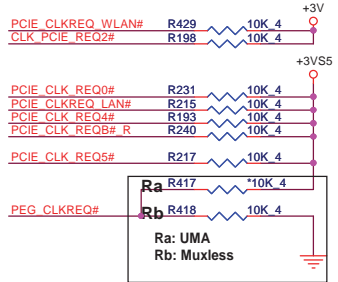 +3V
PCIE_CLKREQ_WLAN# R429 10K_4
CLK_PCIE_REQ2# R198 10K_4
+3VS5
PCIE_CLK_REQ0# R231 10K_4
PCIE_CLKREQ_LAN# R215 10K_4
PCIE_CLK_REQ4# R193 10K_4
PCIE_CLK_REQB#_R R240 10K_4
PCIE_CLK_REQ5# R217 10K_4
Ra R417 *10K_4
PEG_CLKREQ# Rb R418 10K_4
Ra: UMA
Rb: Muxless